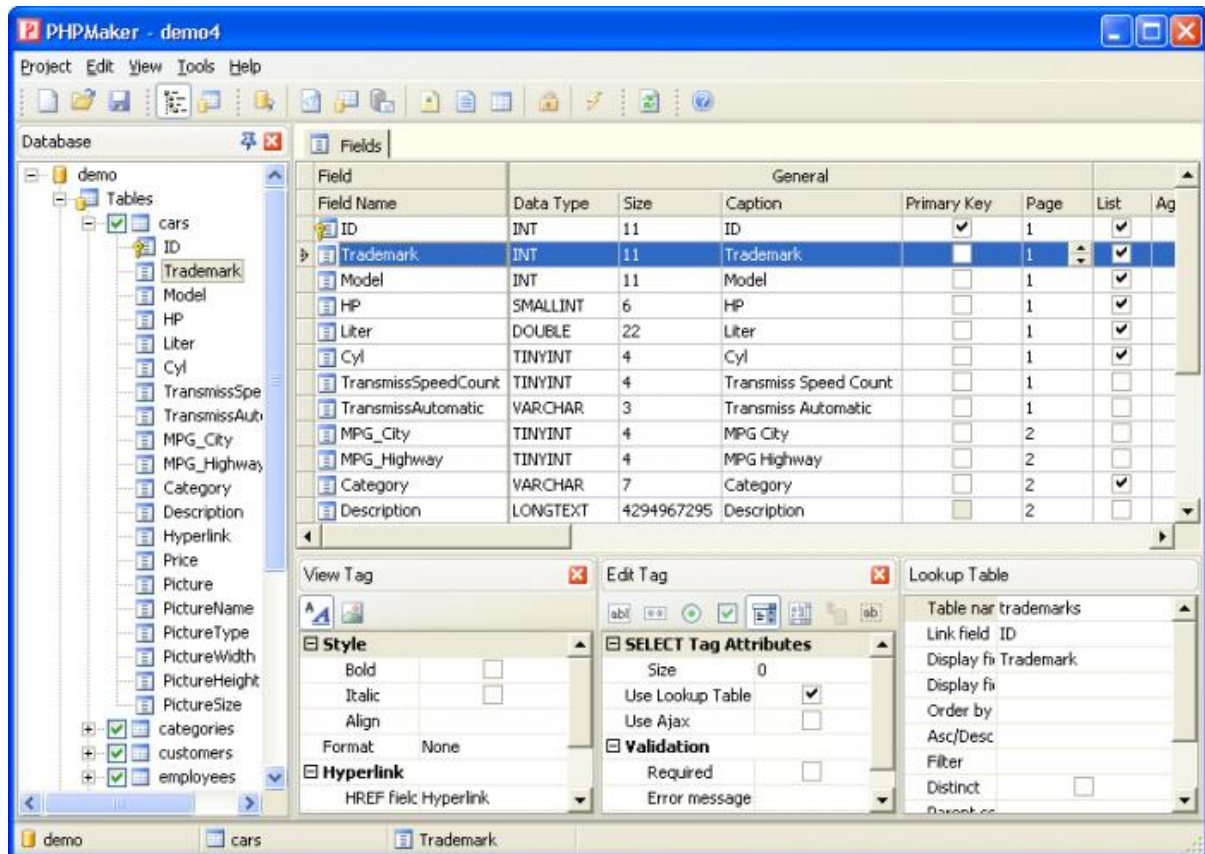 PHPMaker - demo4
Project Edit View Tools Help
Database
demo
Tables
cars
ID
Trademark
Model
HP
Liter
Cyl
TransmissSpe
TransmissAut
MPG_City
MPG_Highway
Category
Description
Hyperlink
Price
Picture
PictureName
PictureType
PictureWidth
PictureHeight
PictureSize
categories
customers
employees
Fields
Field General
Field Name Data Type Size Caption Primary Key Page List Ag
ID INT 11 ID 1
Trademark INT 11 Trademark 1
Model INT 11 Model 1
HP SMALLINT 6 HP 1
Liter DOUBLE 22 Liter 1
Cyl TINYINT 4 Cyl 1
TransmissSpeedCount TINYINT 4 Transmiss Speed Count 1
TransmissAutomatic VARCHAR 3 Transmiss Automatic 1
MPG_City TINYINT 4 MPG City 2
MPG_Highway TINYINT 4 MPG Highway 2
Category VARCHAR 7 Category 2
Description LONGTEXT 4294967295 Description 2
View Tag
Style
Bold
Italic
Align
Format None
Hyperlink
HREF field Hyperlink
Edit Tag
SELECT Tag Attributes
Size 0
Use Lookup Table
Use Ajax
Validation
Required
Error message
Lookup Table
Table nar trademarks
Link field ID
Display fi Trademark
Display fi
Order by
Asc/Desc
Filter
Distinct
demo cars Trademark